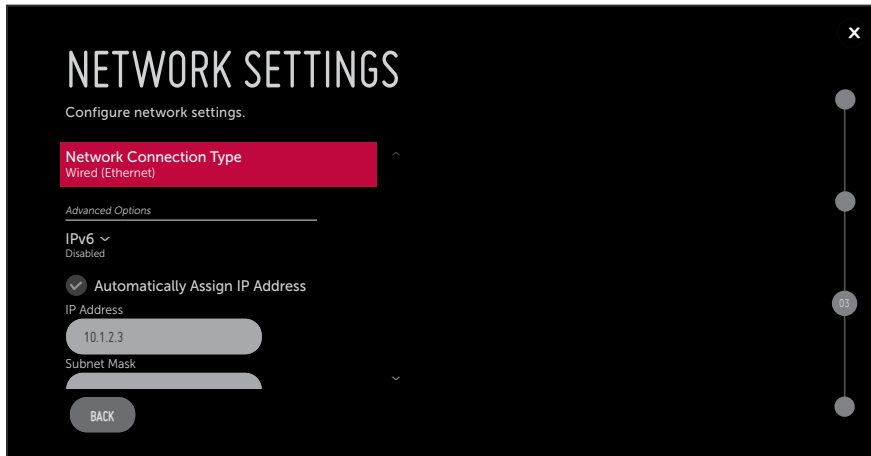 X
NETWORK SETTINGS
Configure network settings.
Network Connection Type
Wired (Ethernet)
Advanced Options
IPv6
Disabled
Automatically Assign IP Address
IP Address
10.1.2.3
03
Subnet Mask
BACK